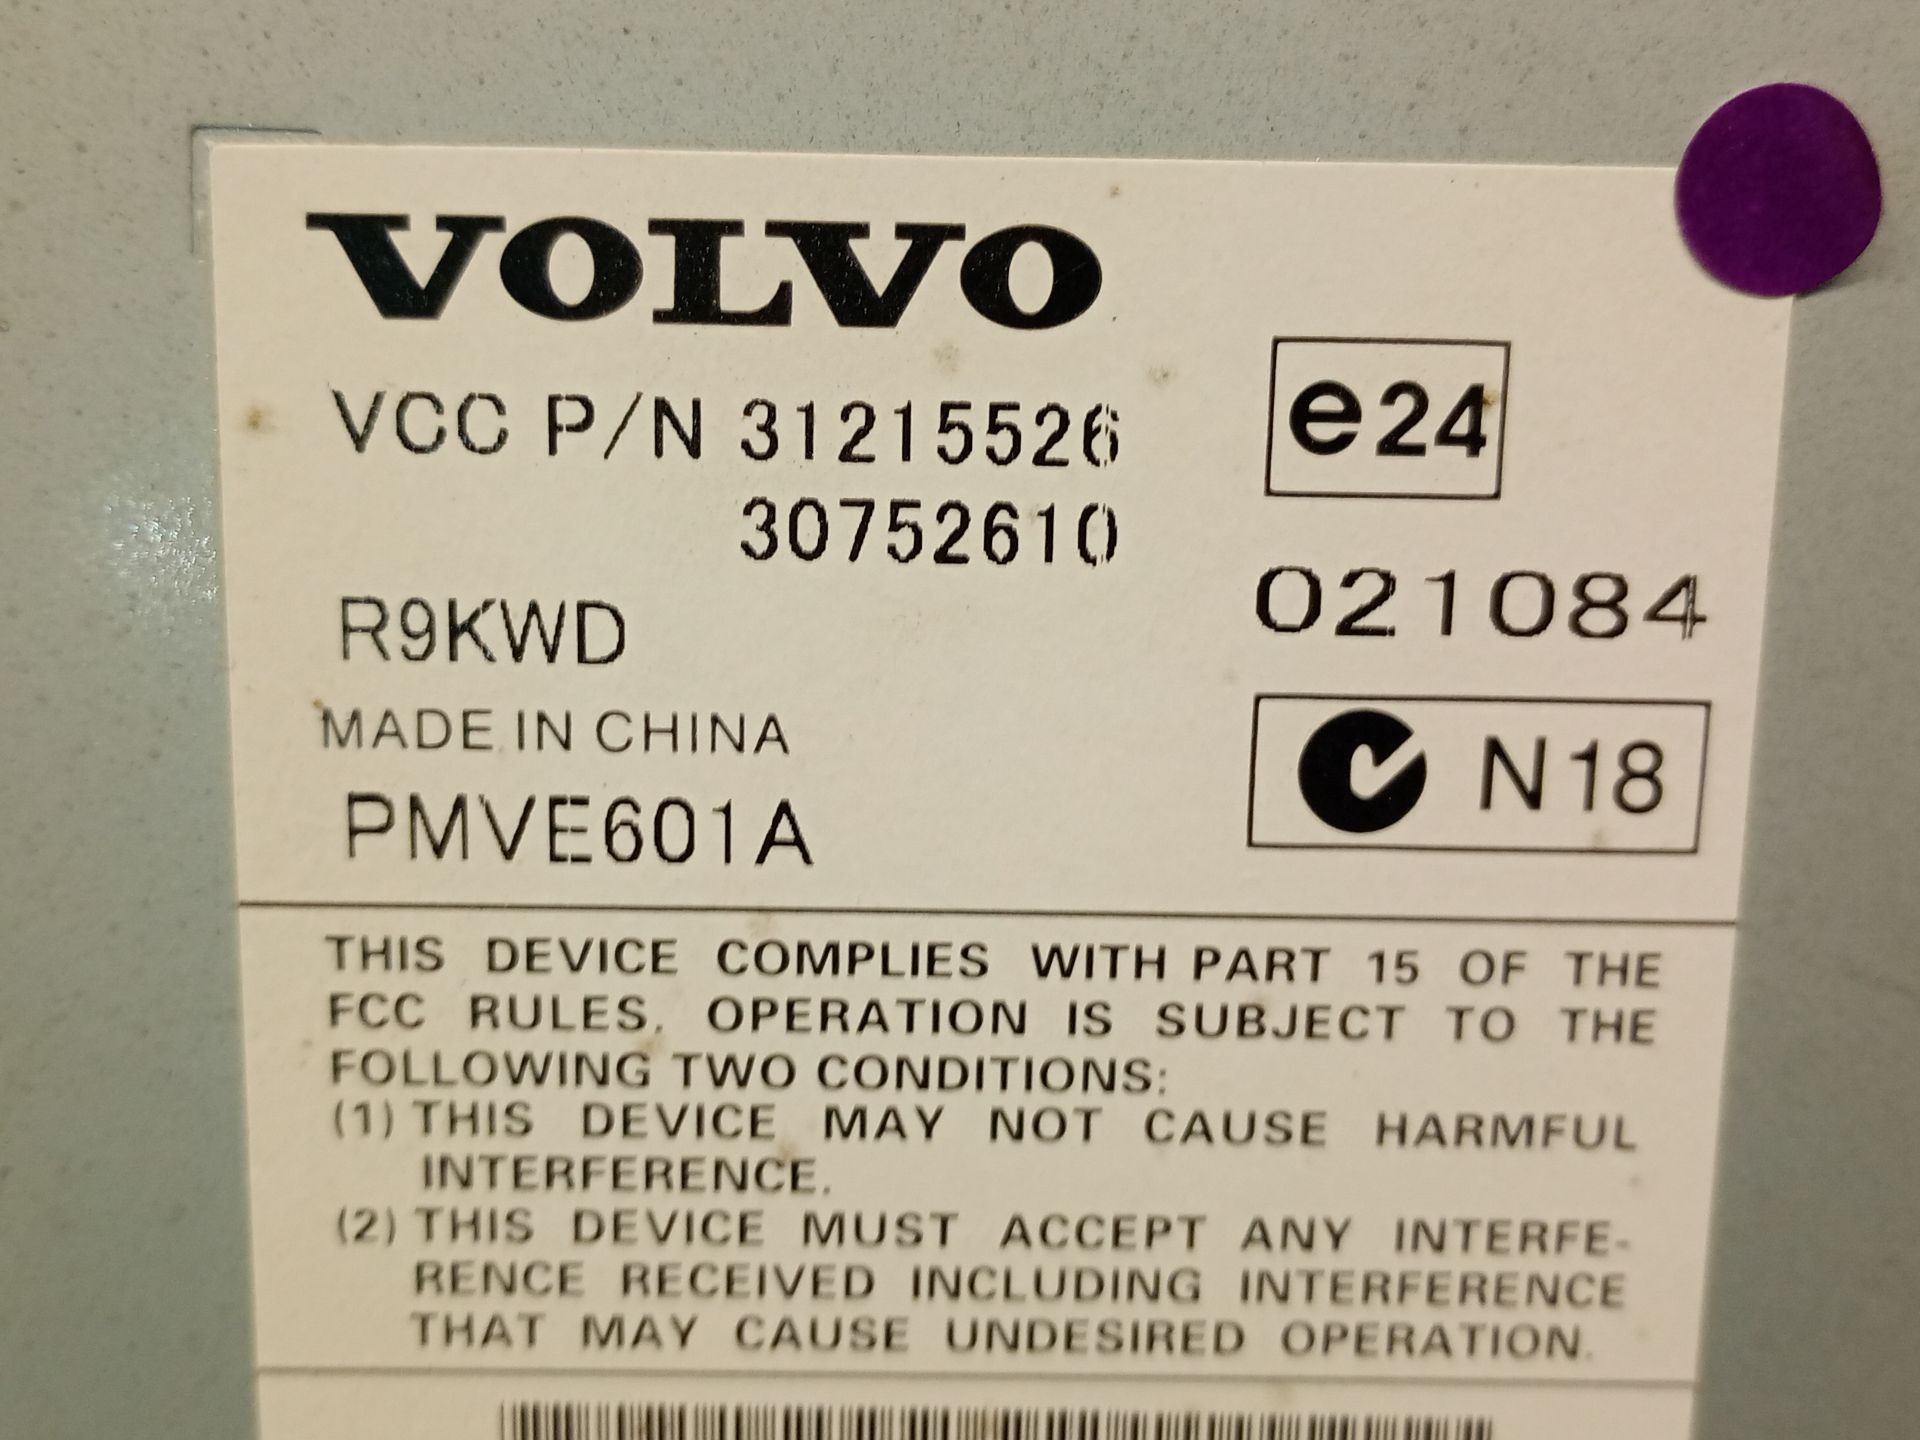 VOLVO
VCC P/N 31215526
30752610
e24
R9KWD
021084
MADE IN CHINA
N18
PMVE601A
THIS DEVICE COMPLIES WITH PART 15 OF THE
FCC RULES. OPERATION IS SUBJECT TO THE
FOLLOWING TWO CONDITIONS:
(1) THIS DEVICE MAY NOT CAUSE HARMFUL
INTERFERENCE.
(2) THIS DEVICE MUST ACCEPT ANY INTERFE-
RENCE RECEIVED INCLUDING INTERFERENCE
THAT MAY CAUSE UNDESIRED OPERATION.